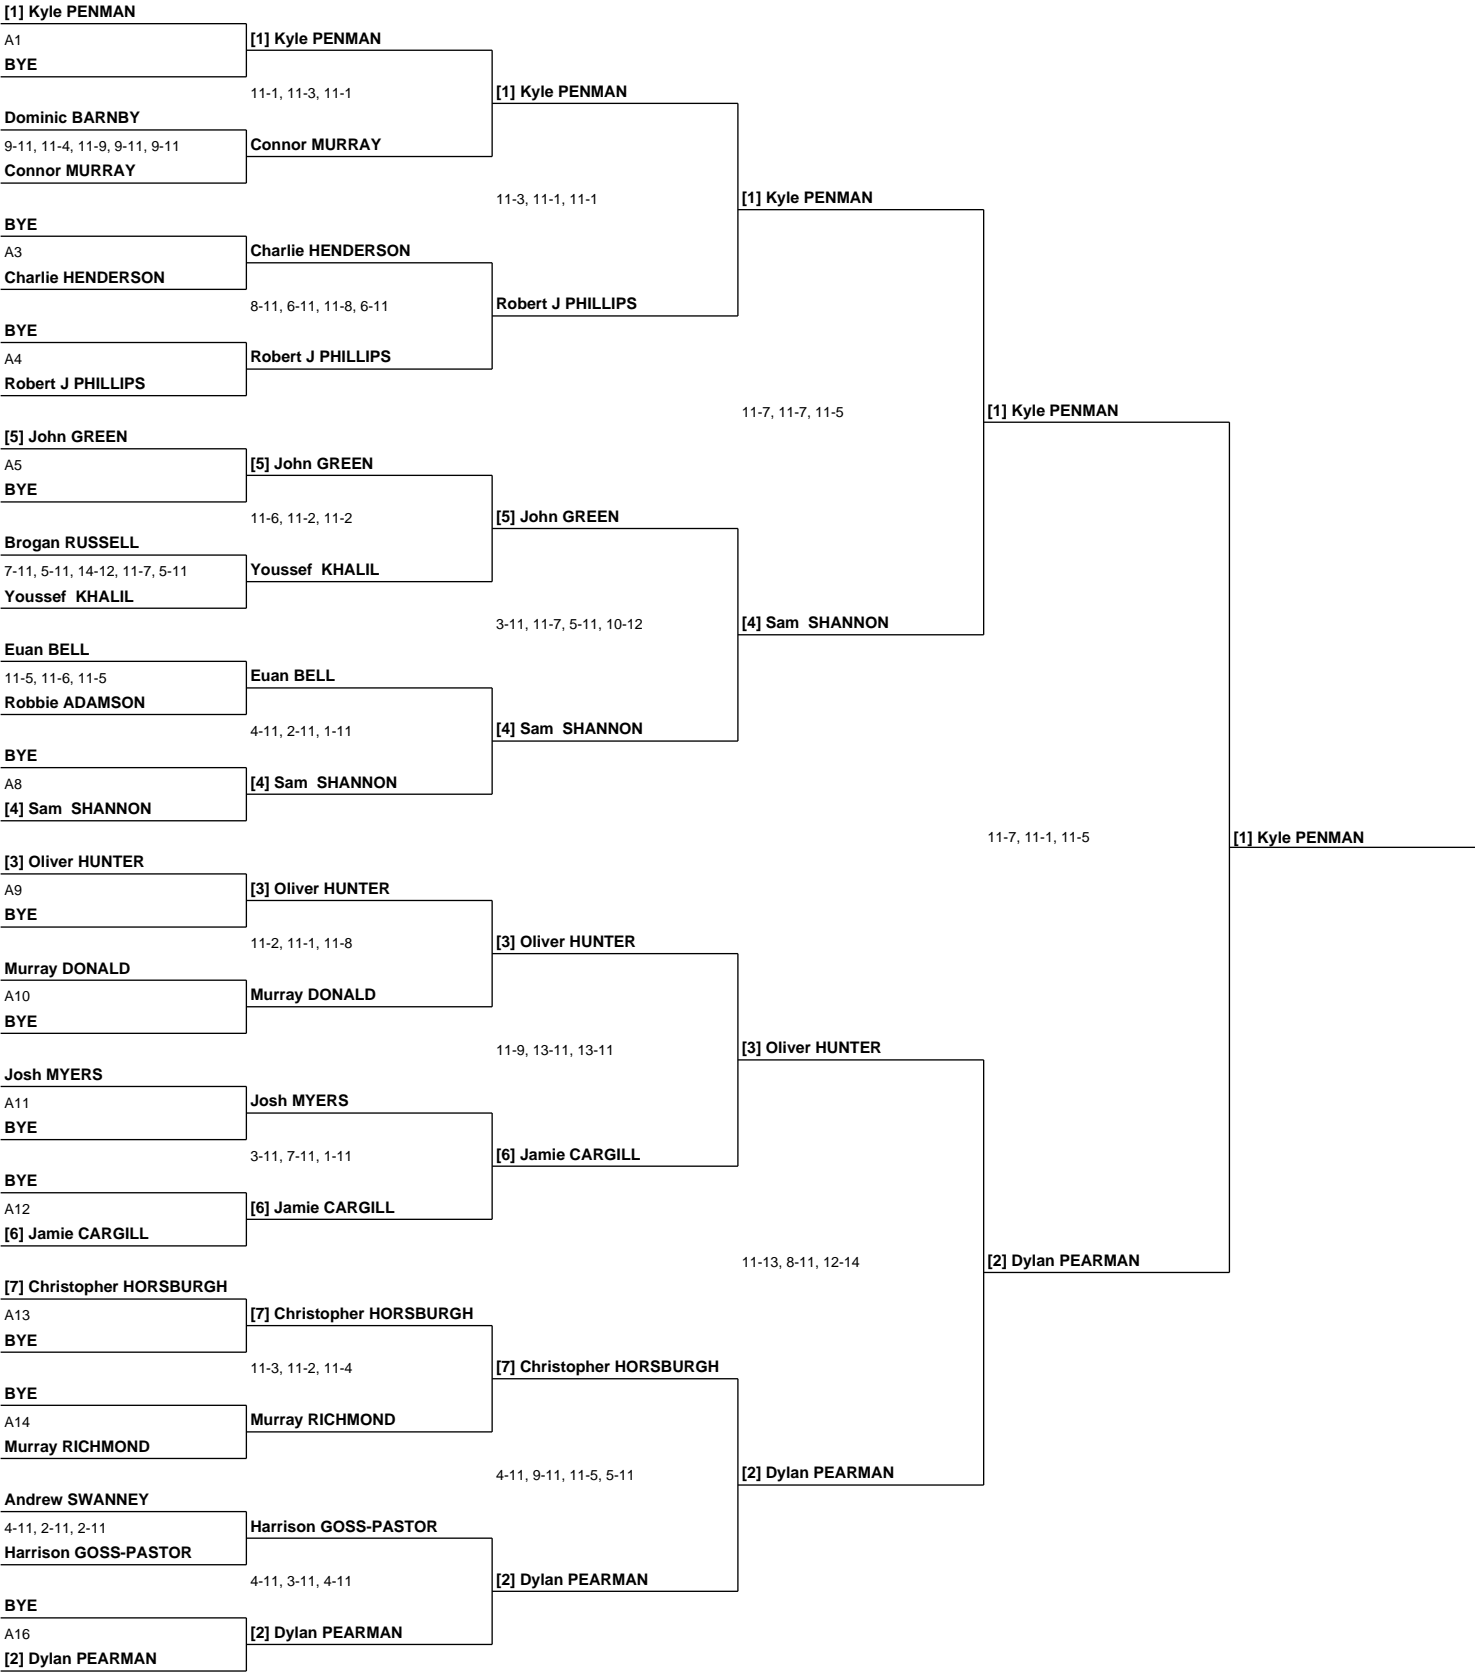 [1] Kyle PENMAN
A1
BYE
Dominic BARNBY
9-11, 11-4, 11-9, 9-11, 9-11
Connor MURRAY
BYE
A3
Charlie HENDERSON
BYE
A4
Robert J PHILLIPS
[5] John GREEN
A5
BYE
Brogan RUSSELL
7-11, 5-11, 14-12, 11-7, 5-11
Youssef KHALIL
Euan BELL
11-5, 11-6, 11-5
Robbie ADAMSON
BYE
A8
[4] Sam SHANNON
[3] Oliver HUNTER
A9
BYE
Murray DONALD
A10
BYE
Josh MYERS
A11
BYE
BYE
A12
[6] Jamie CARGILL
[7] Christopher HORSBURGH
A13
BYE
BYE
A14
Murray RICHMOND
Andrew SWANNEY
4-11, 2-11, 2-11
Harrison GOSS-PASTOR
BYE
A16
[2] Dylan PEARMAN
[1] Kyle PENMAN
11-1, 11-3, 11-1
Connor MURRAY
Charlie HENDERSON
8-11, 6-11, 11-8, 6-11
Robert J PHILLIPS
[5] John GREEN
11-6, 11-2, 11-2
Youssef KHALIL
Euan BELL
4-11, 2-11, 1-11
[4] Sam SHANNON
[3] Oliver HUNTER
11-2, 11-1, 11-8
Murray DONALD
Josh MYERS
3-11, 7-11, 1-11
[6] Jamie CARGILL
[7] Christopher HORSBURGH
11-3, 11-2, 11-4
Murray RICHMOND
Harrison GOSS-PASTOR
4-11, 3-11, 4-11
[2] Dylan PEARMAN
[1] Kyle PENMAN
11-3, 11-1, 11-1
Robert J PHILLIPS
[5] John GREEN
3-11, 11-7, 5-11, 10-12
[4] Sam SHANNON
[3] Oliver HUNTER
11-9, 13-11, 13-11
[6] Jamie CARGILL
[7] Christopher HORSBURGH
4-11, 9-11, 11-5, 5-11
[2] Dylan PEARMAN
[1] Kyle PENMAN
11-7, 11-7, 11-5
[4] Sam SHANNON
[3] Oliver HUNTER
11-13, 8-11, 12-14
[2] Dylan PEARMAN
[1] Kyle PENMAN
11-7, 11-1, 11-5
[2] Dylan PEARMAN
[1] Kyle PENMAN